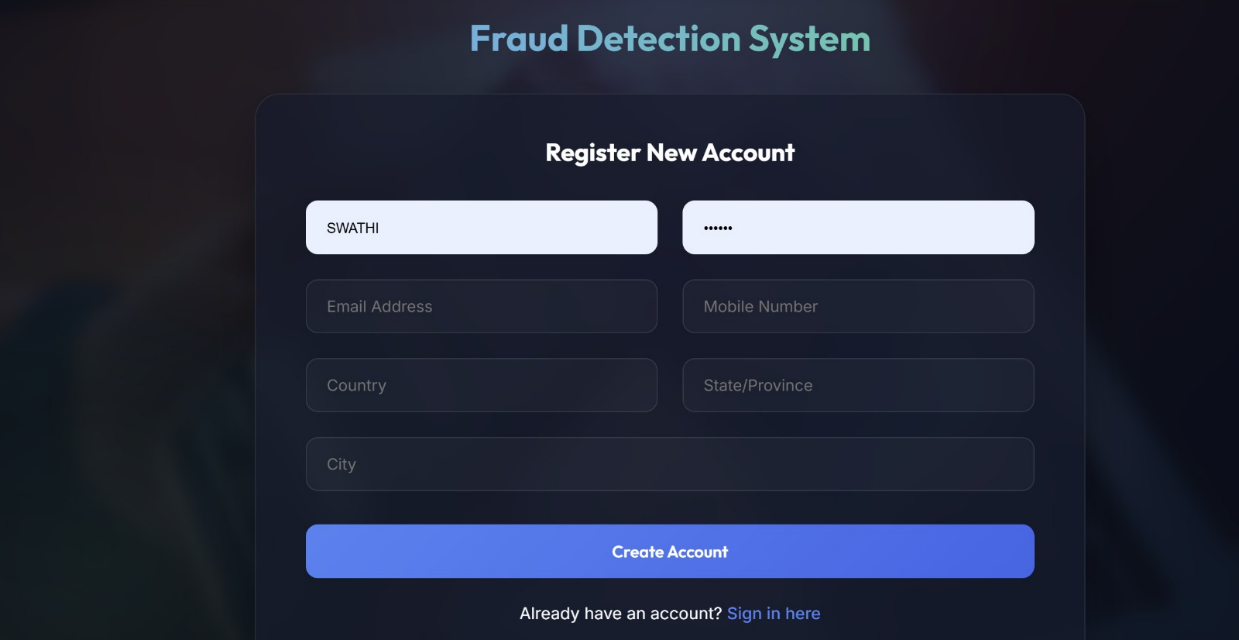 Fraud Detection System
Register New Account
SWATHI ••••••
Email Address Mobile Number
Country State/Province
City
Create Account
Already have an account? Sign in here